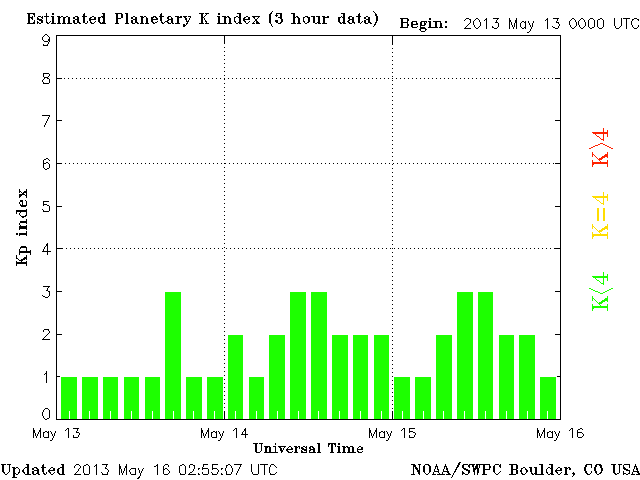 Estimated Planetary K index (3 hour data) Begin: 2013 May 13 0000 UTC
9
8
7
6
5
4
3
2
1
0
Kp index
K>4
K=4
K<4
May 13 May 14 May 15 May 16
Universal Time
Updated 2013 May 16 02:55:07 UTC NOAA/SWPC Boulder, CO USA